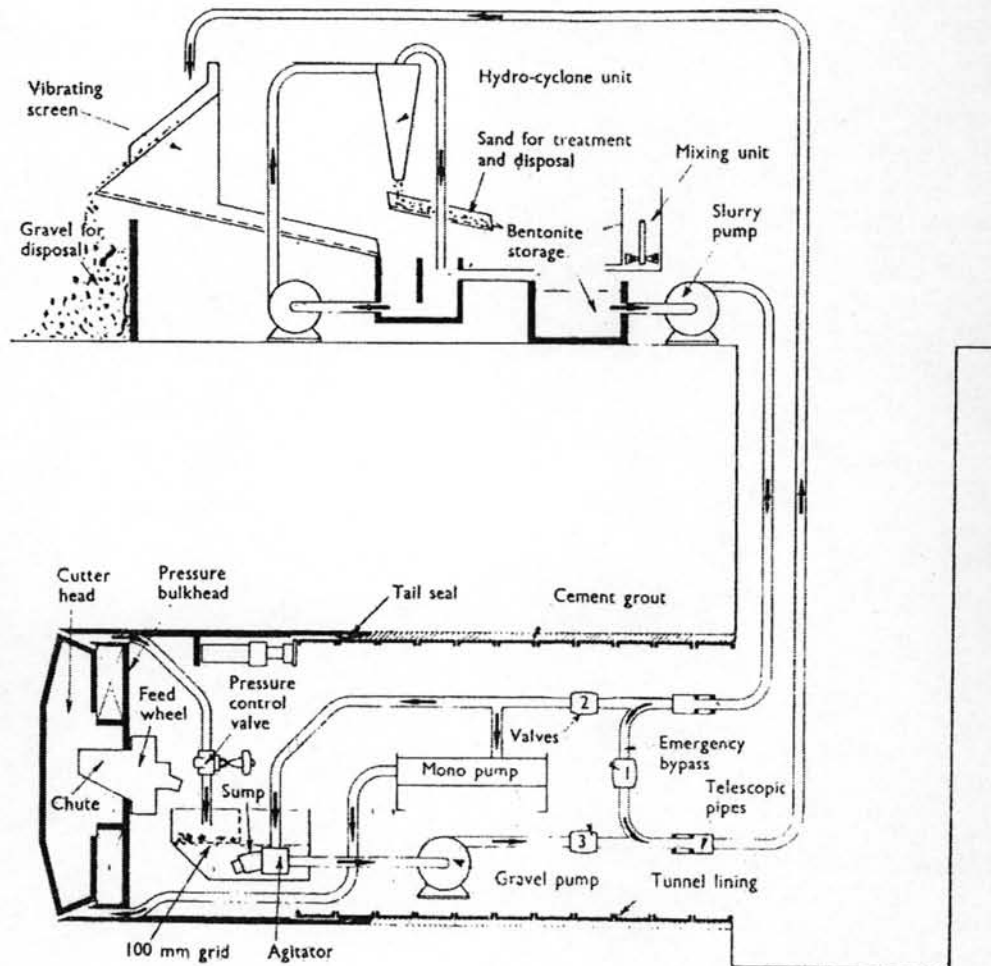 Hydro-cyclone unit
Vibrating
screen
Sand for treatment
and disposal
Mixing unit
Slurry
pump
Gravel for
disposal
Bentonite
storage
Cutter
head
Pressure
bulkhead
Tail seal
Cement grout
Feed
wheel
Pressure
control
valve
2
Valves
Emergency
bypass
1
Mono pump
Telescopic
pipes
Chute
Sump
3
Gravel pump
Tunnel lining
100 mm grid
Agitator